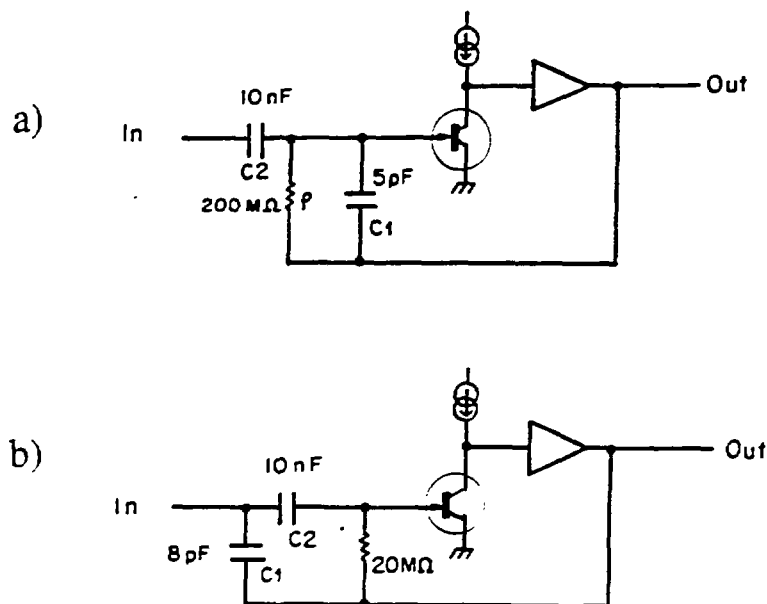 a)
In
10nF
C2
200MΩ ρ
5pF
C1
Out
b)
In
8pF
C1
10nF
C2
20MΩ
Out